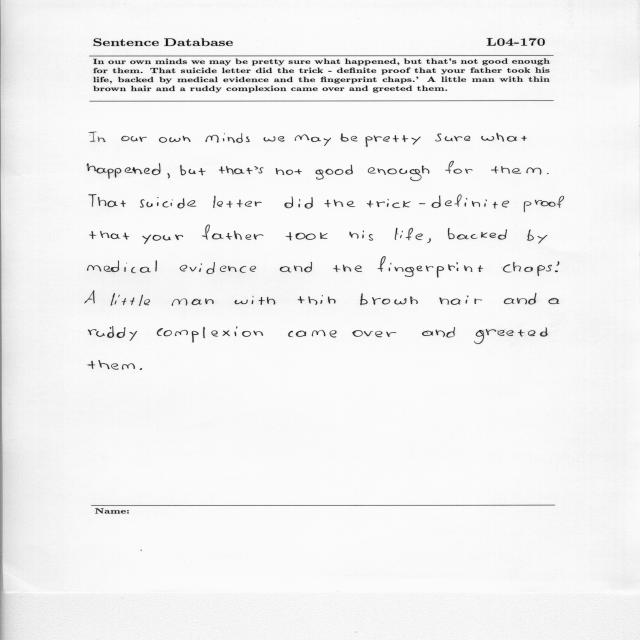 Sentence Database L04-170
In our own minds we may be pretty sure what happened, but that's not good enough
for them. That suicide letter did the trick - definite proof that your father took his
life, backed by medical evidence and the fingerprint chaps.' A little man with thin
brown hair and a ruddy complexion came over and greeted them.
In our own minds we may be pretty sure what
happened, but that's not good enough for them.
That suicide letter did the trick - definite proof
that your father took his life, backed by
medical evidence and the fingerprint chaps.'
A little man with thin brown hair and a
ruddy complexion came over and greeted
them.
Name: